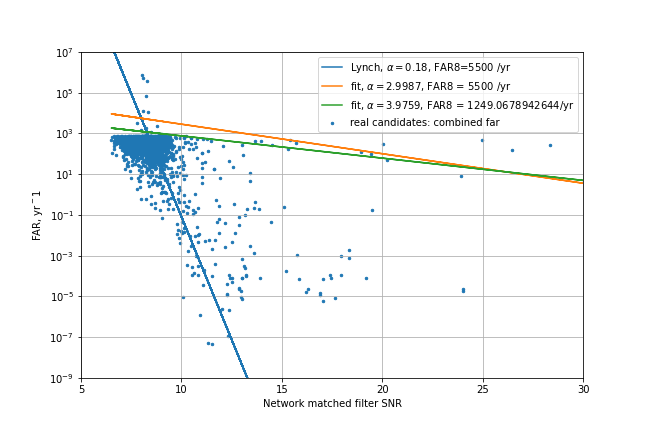 Lynch, α = 0.18, FAR8=5500 /yr
fit, α = 2.9987, FAR8 = 5500 /yr
fit, α = 3.9759, FAR8 = 1249.0678942644/yr
real candidates: combined far
FAR, yr⁻1
10⁷
10⁵
10³
10¹
10⁻¹
10⁻³
10⁻⁵
10⁻⁷
10⁻⁹
5 10 15 20 25 30
Network matched filter SNR